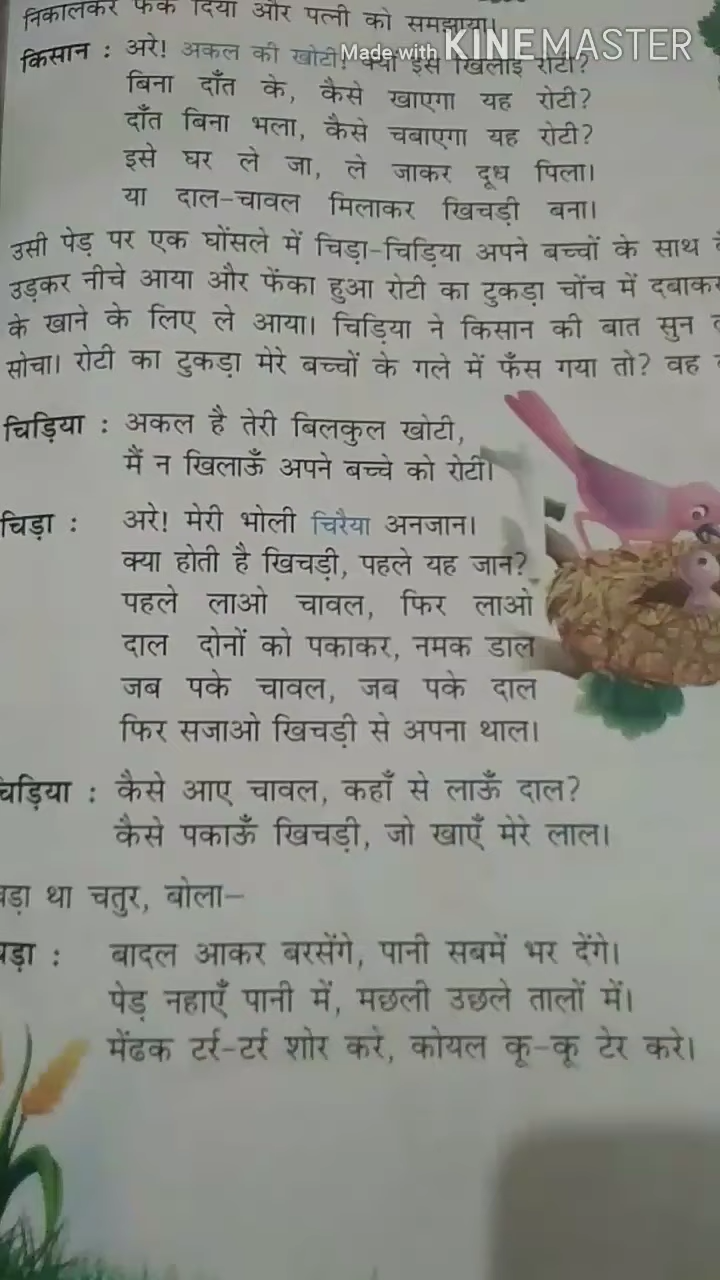 निकालकर फेंक दिया और पत्नी को समझाया।
Made with KINEMASTER
किसान : अरे! अकल की खोटी! क्यों इसे खिलाई रोटी?
बिना दाँत के, कैसे खाएगा यह रोटी?
दाँत बिना भला, कैसे चबाएगा यह रोटी?
इसे घर ले जा, ले जाकर दूध पिला।
या दाल-चावल मिलाकर खिचड़ी बना।
उसी पेड़ पर एक घोंसले में चिड़ा-चिड़िया अपने बच्चों के साथ
उड़कर नीचे आया और फेंका हुआ रोटी का टुकड़ा चोंच में दबाकर
के खाने के लिए ले आया। चिड़िया ने किसान की बात सुन
सोचा। रोटी का टुकड़ा मेरे बच्चों के गले में फँस गया तो? वह
चिड़िया : अकल है तेरी बिलकुल खोटी,
मैं न खिलाऊँ अपने बच्चे को रोटी।
चिड़ा : अरे! मेरी भोली चिरैया अनजान।
क्या होती है खिचड़ी, पहले यह जान?
पहले लाओ चावल, फिर लाओ
दाल दोनों को पकाकर, नमक डाल
जब पके चावल, जब पके दाल
फिर सजाओ खिचड़ी से अपना थाल।
चिड़िया : कैसे आए चावल, कहाँ से लाऊँ दाल?
कैसे पकाऊँ खिचड़ी, जो खाएँ मेरे लाल।
था चतुर, बोला–
: बादल आकर बरसेंगे, पानी सबमें भर देंगे।
पेड़ नहाएँ पानी में, मछली उछले तालों में।
मेंढक टर्र-टर्र शोर करे, कोयल कू-कू टेर करे।